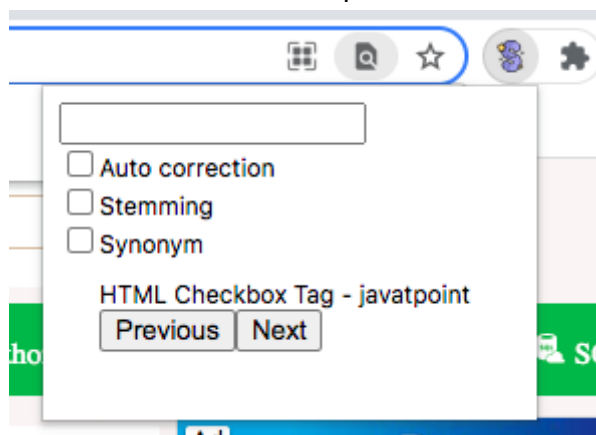 Auto correction
Stemming
Synonym
HTML Checkbox Tag - javatpoint
Previous Next